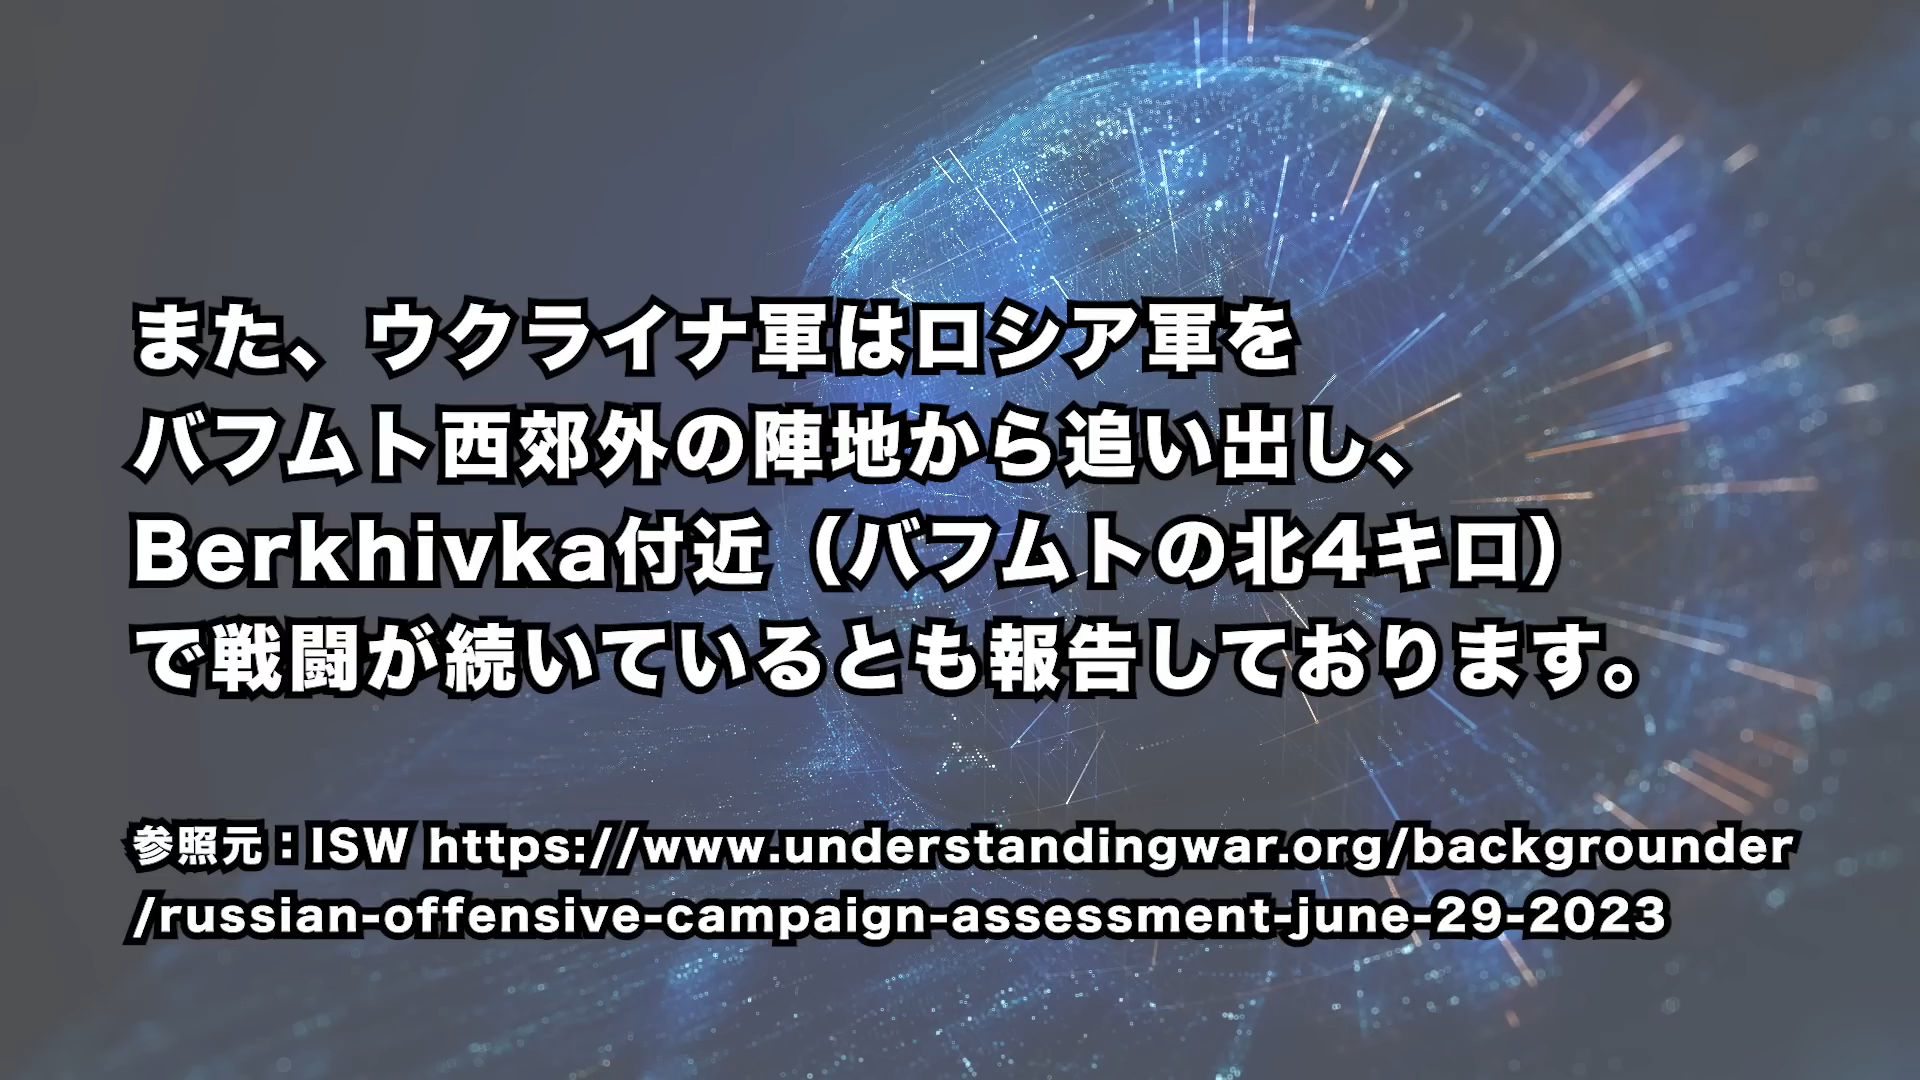 また、ウクライナ軍はロシア軍を
バフムト西郊外の陣地から追い出し、
Berkhivka付近（バフムトの北4キロ）
で戦闘が続いているとも報告しております。
参照元：ISW https://www.understandingwar.org/backgrounder
/russian-offensive-campaign-assessment-june-29-2023